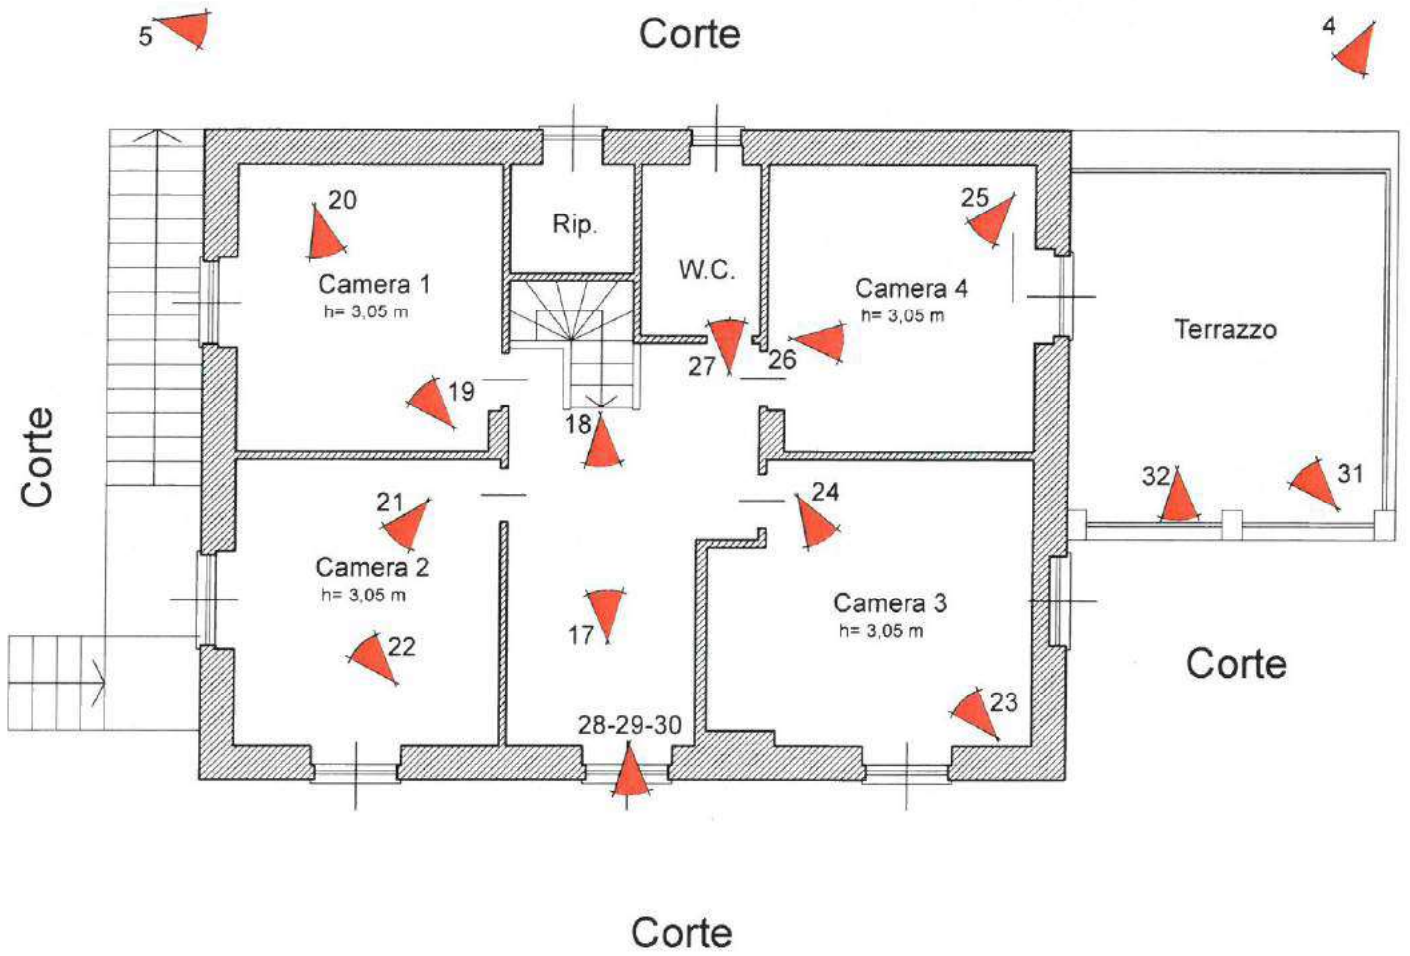 5
Corte
4
20
Rip.
25
W.C.
Camera 1
h= 3,05 m
Camera 4
h= 3,05 m
Terrazzo
27
26
19
18
Corte
21
24
32
31
Camera 2
h= 3,05 m
Camera 3
h= 3,05 m
17
22
Corte
23
28-29-30
Corte